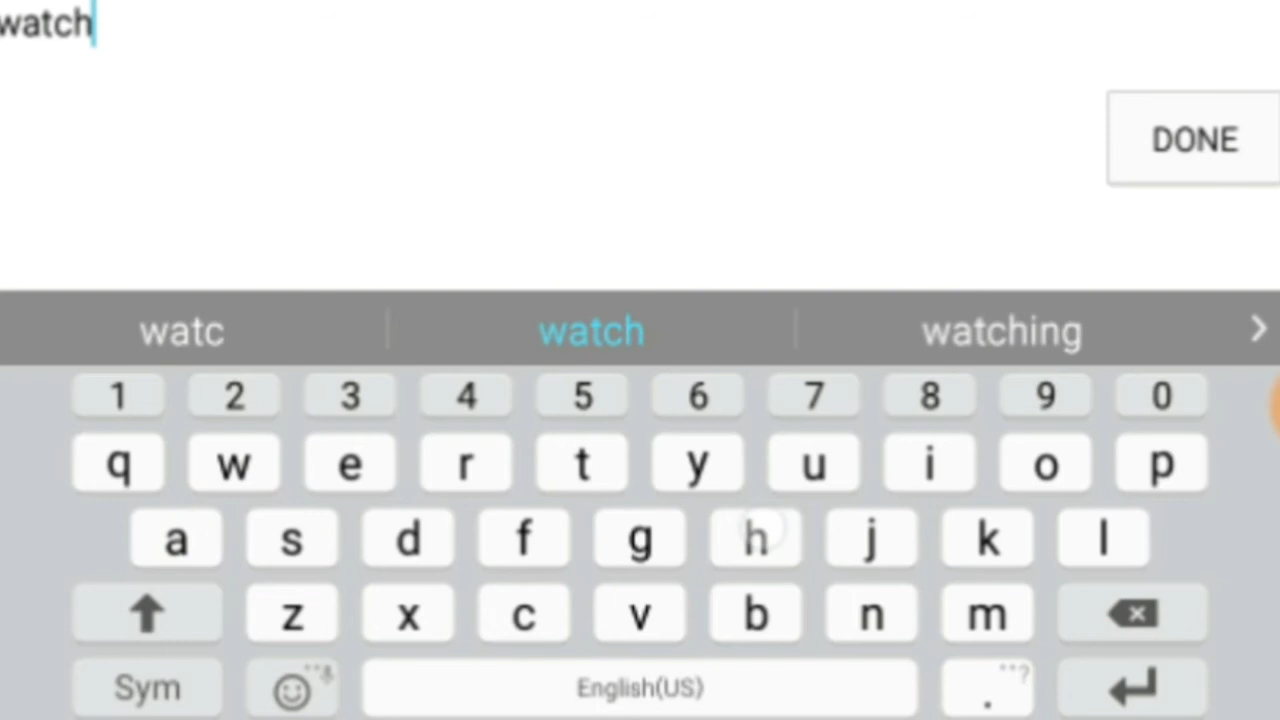 watch
DONE
watc watch watching
1 2 3 4 5 6 7 8 9 0
q w e r t y u i o p
a s d f g h j k l
z x c v b n m
Sym English(US) . ?